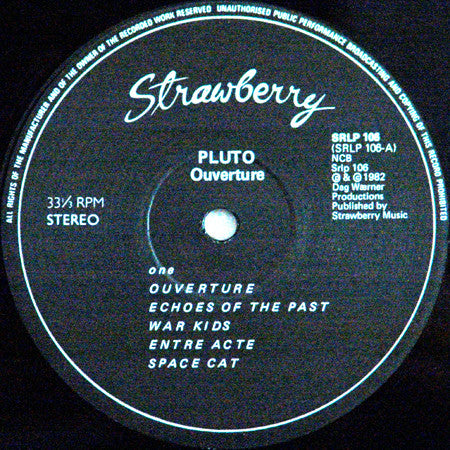 ALL RIGHTS OF THE MANUFACTURER AND OF THE OWNER OF THE RECORDED WORK RESERVED UNAUTHORISED PUBLIC PERFORMANCE BROADCASTING AND COPYING OF THIS RECORD PROHIBITED
Strawberry
PLUTO
Ouverture
33⅓ RPM
STEREO
SRLP 106
(SRLP 106-A)
NCB
Srlp 106
℗ & © 1982
Dag Wærner
Productions
Published by
Strawberry Music
one
OUVERTURE
ECHOES OF THE PAST
WAR KIDS
ENTRE ACTE
SPACE CAT